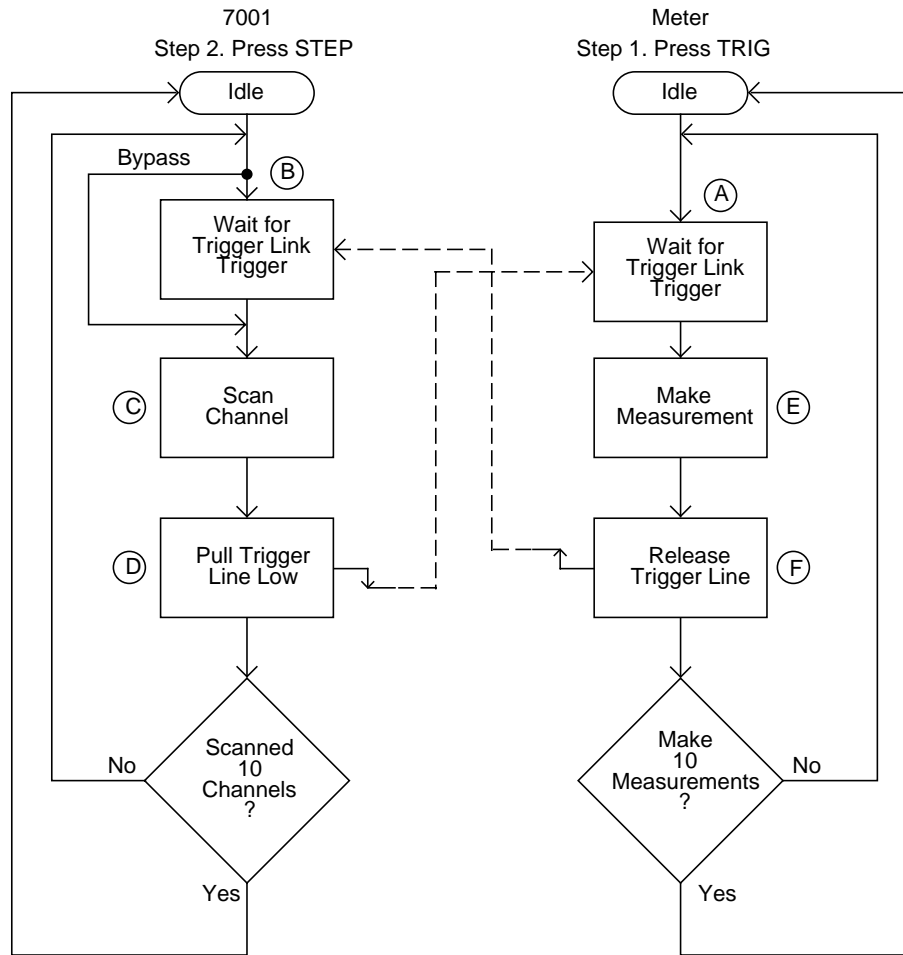 7001
Step 2. Press STEP
Idle
Bypass
B
Wait for
Trigger Link
Trigger
C
Scan
Channel
D
Pull Trigger
Line Low
Scanned
10
Channels
?
No
Yes
Meter
Step 1. Press TRIG
Idle
A
Wait for
Trigger Link
Trigger
Make
Measurement
E
Release
Trigger Line
F
Make
10
Measurements
?
No
Yes